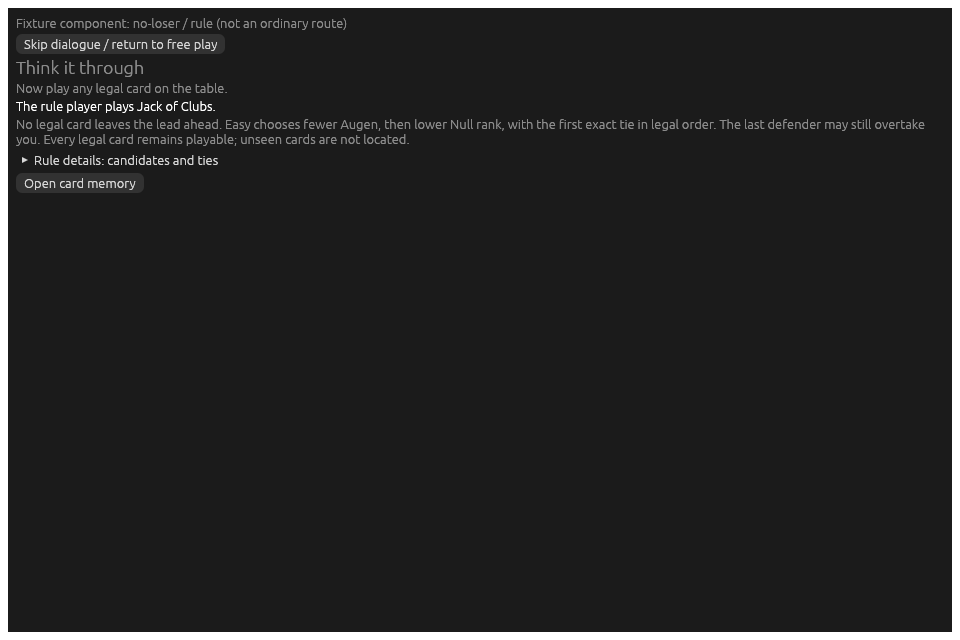 Fixture component: no-loser / rule (not an ordinary route)
Skip dialogue / return to free play
Think it through
Now play any legal card on the table.
The rule player plays Jack of Clubs.
No legal card leaves the lead ahead. Easy chooses fewer Augen, then lower Null rank, with the first exact tie in legal order. The last defender may still overtake
you. Every legal card remains playable; unseen cards are not located.
Rule details: candidates and ties
Open card memory